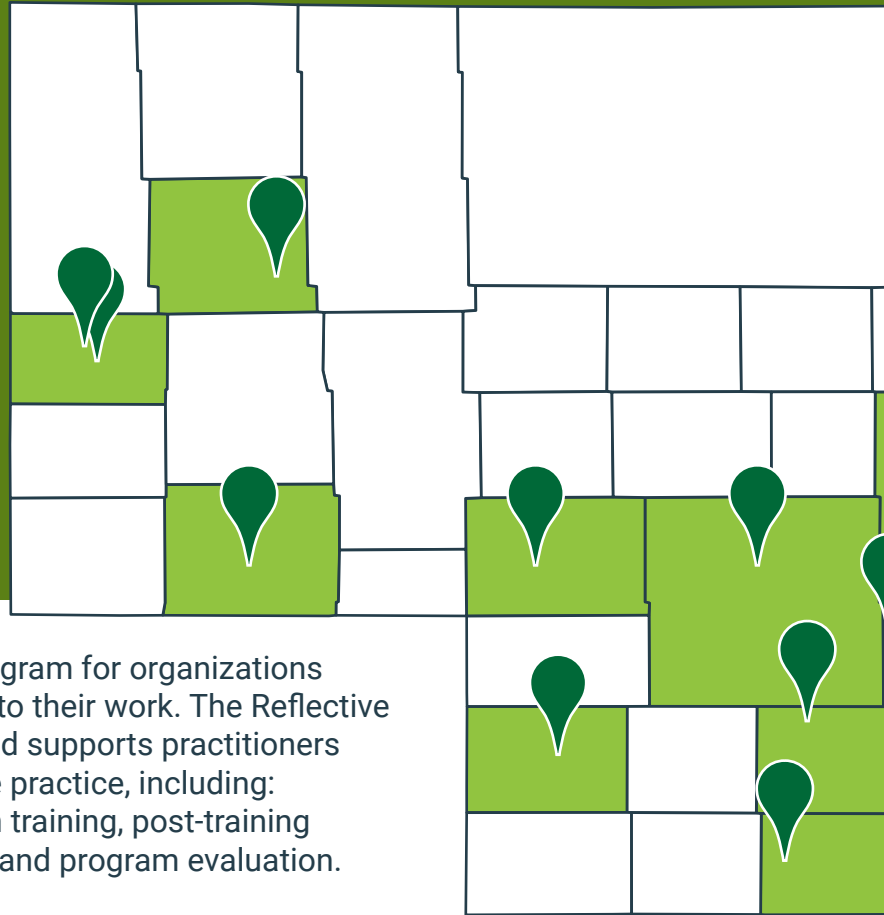 gram for organizations
to their work. The Reflective
d supports practitioners
practice, including:
training, post-training
and program evaluation.